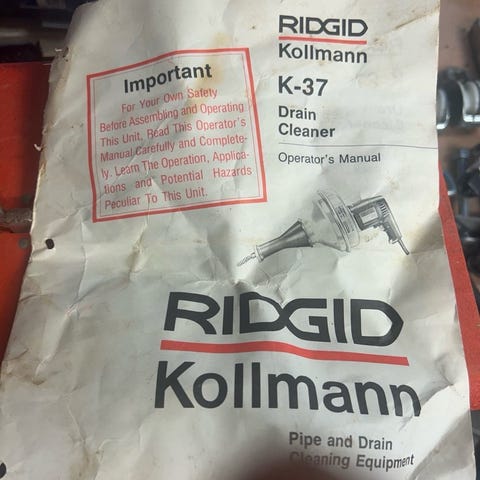 Important
For Your Own Safety
Before Assembling and Operating
This Unit, Read This Operator's
Manual Carefully and Complete-
ly. Learn The Operation, Applica-
tions and Potential Hazards
Peculiar To This Unit.
RIDGID
Kollmann
K-37
Drain
Cleaner
Operator's Manual
RIDGID
Kollmann
Pipe and Drain
Cleaning Equipment